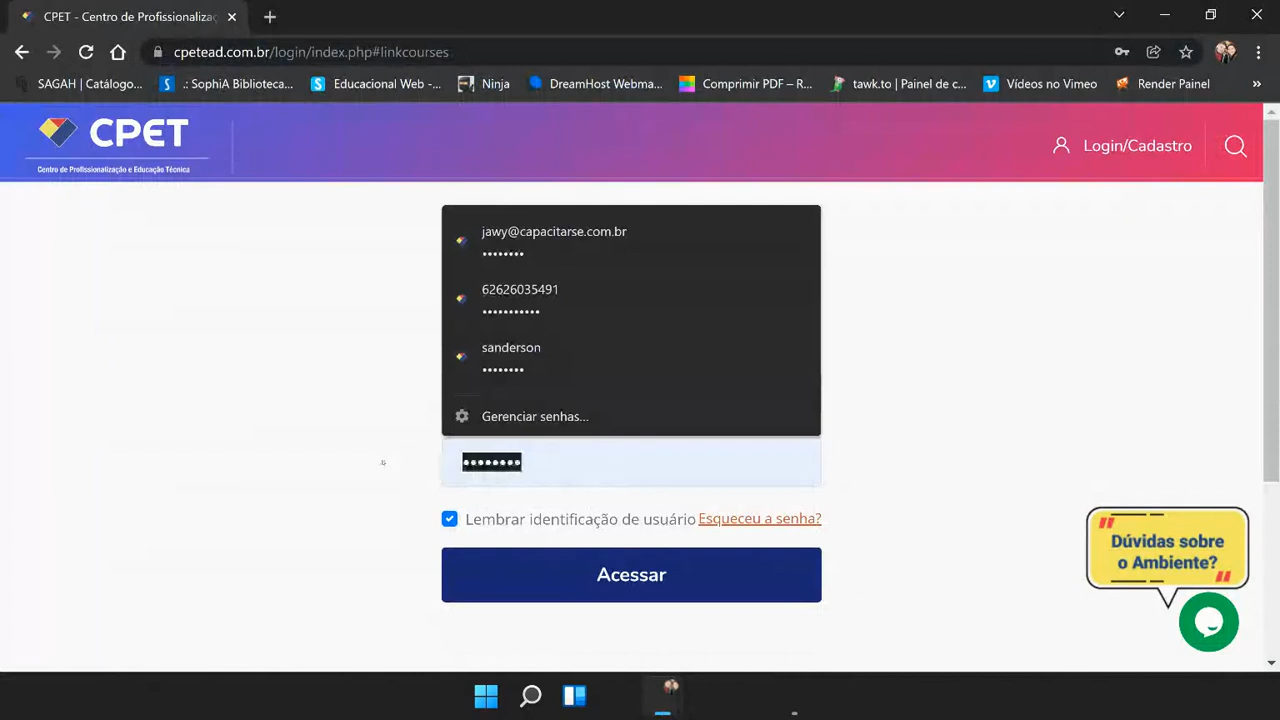 CPET - Centro de Profissionalizaç
cpetead.com.br/login/index.php#linkcourses
SAGAH | Catálogo...
.: SophiA Biblioteca...
Educacional Web -...
Ninja
DreamHost Webma...
Comprimir PDF – R...
tawk.to | Painel de c...
Vídeos no Vimeo
Render Painel
»
CPET
Centro de Profissionalização e Educação Técnica
Login/Cadastro
jawy@capacitarse.com.br
••••••••
62626035491
•••••••••••
sanderson
••••••••
Gerenciar senhas...
••••••••
Lembrar identificação de usuário Esqueceu a senha?
Acessar
"Dúvidas sobre
o Ambiente?"